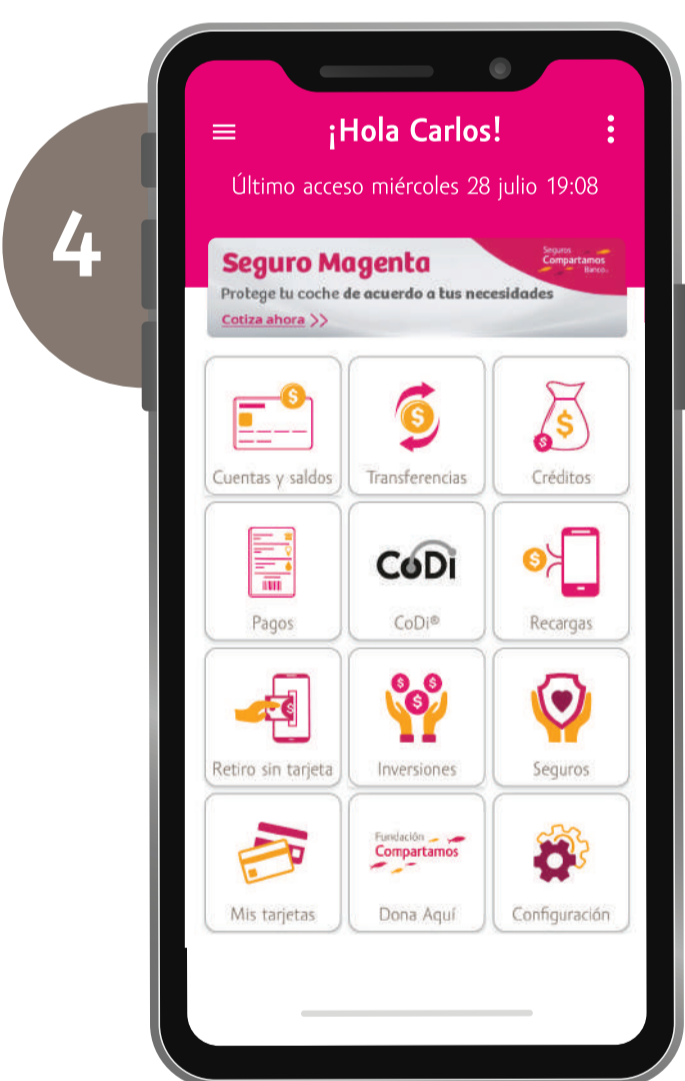 4
¡Hola Carlos!
Último acceso miércoles 28 julio 19:08
Seguro Magenta
Protege tu coche de acuerdo a tus necesidades
Cotiza ahora >>
Seguros
Compartamos
Banco
Cuentas y saldos
Transferencias
Créditos
Pagos
CoDi
CoDi®
Recargas
Retiro sin tarjeta
Inversiones
Seguros
Mis tarjetas
Fundación
Compartamos
Dona Aquí
Configuración